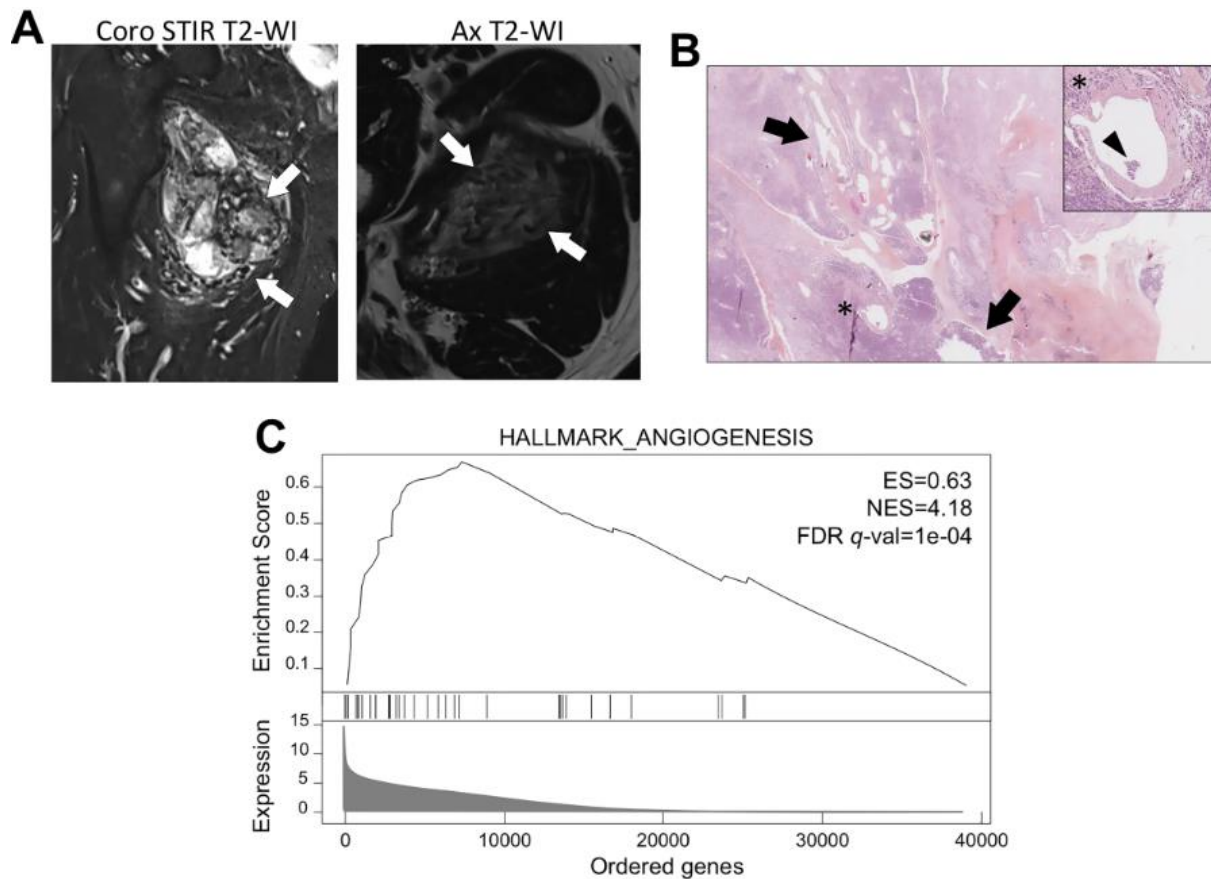 A
Coro STIR T2-WI
Ax T2-WI
B
*
*
C
HALLMARK_ANGIOGENESIS
ES=0.63
NES=4.18
FDR q-val=1e-04
Enrichment Score
0.6
0.5
0.4
0.3
0.2
0.1
Expression
15
10
5
0
0
10000
20000
30000
40000
Ordered genes